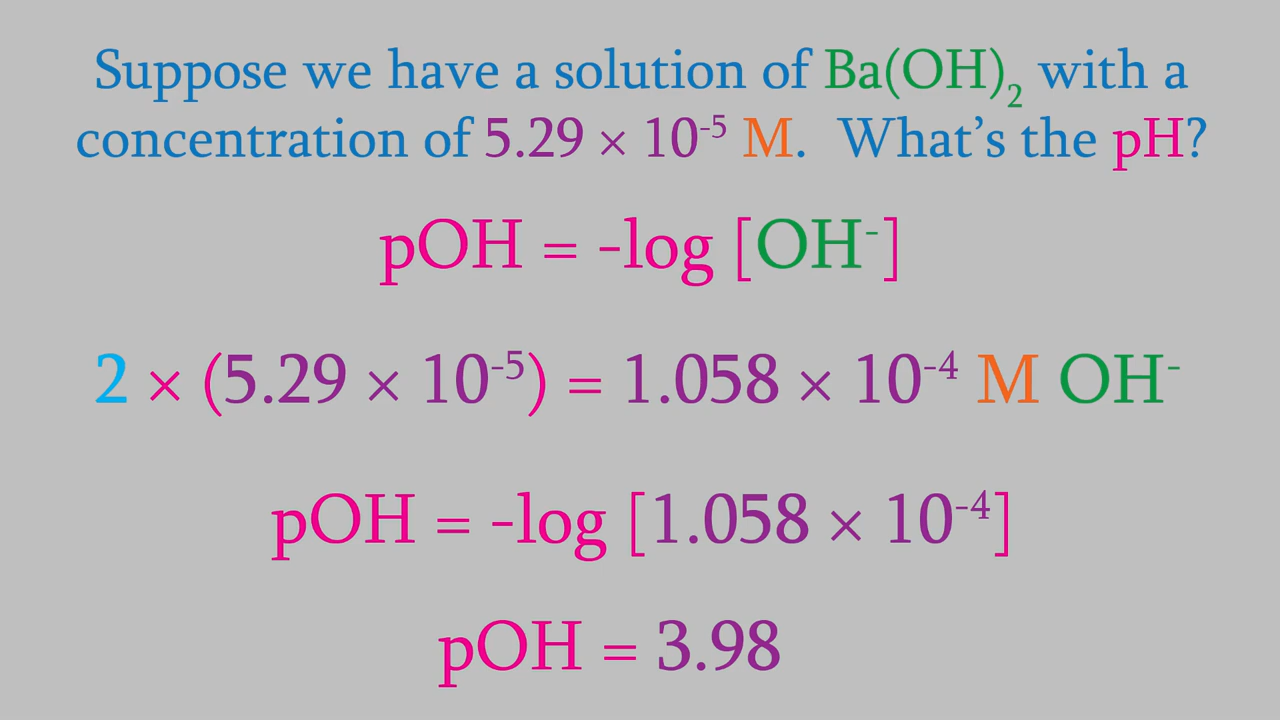 Suppose we have a solution of Ba(OH)₂ with a
concentration of 5.29 × 10⁻⁵ M. What's the pH?
pOH = -log [OH⁻]
2 × (5.29 × 10⁻⁵) = 1.058 × 10⁻⁴ M OH⁻
pOH = -log [1.058 × 10⁻⁴]
pOH = 3.98